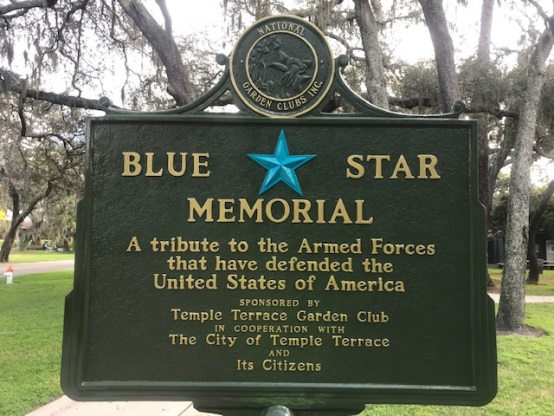 NATIONAL
GARDEN CLUBS INC.
BLUE STAR
MEMORIAL
A tribute to the Armed Forces
that have defended the
United States of America
SPONSORED BY
Temple Terrace Garden Club
IN COOPERATION WITH
The City of Temple Terrace
AND
Its Citizens